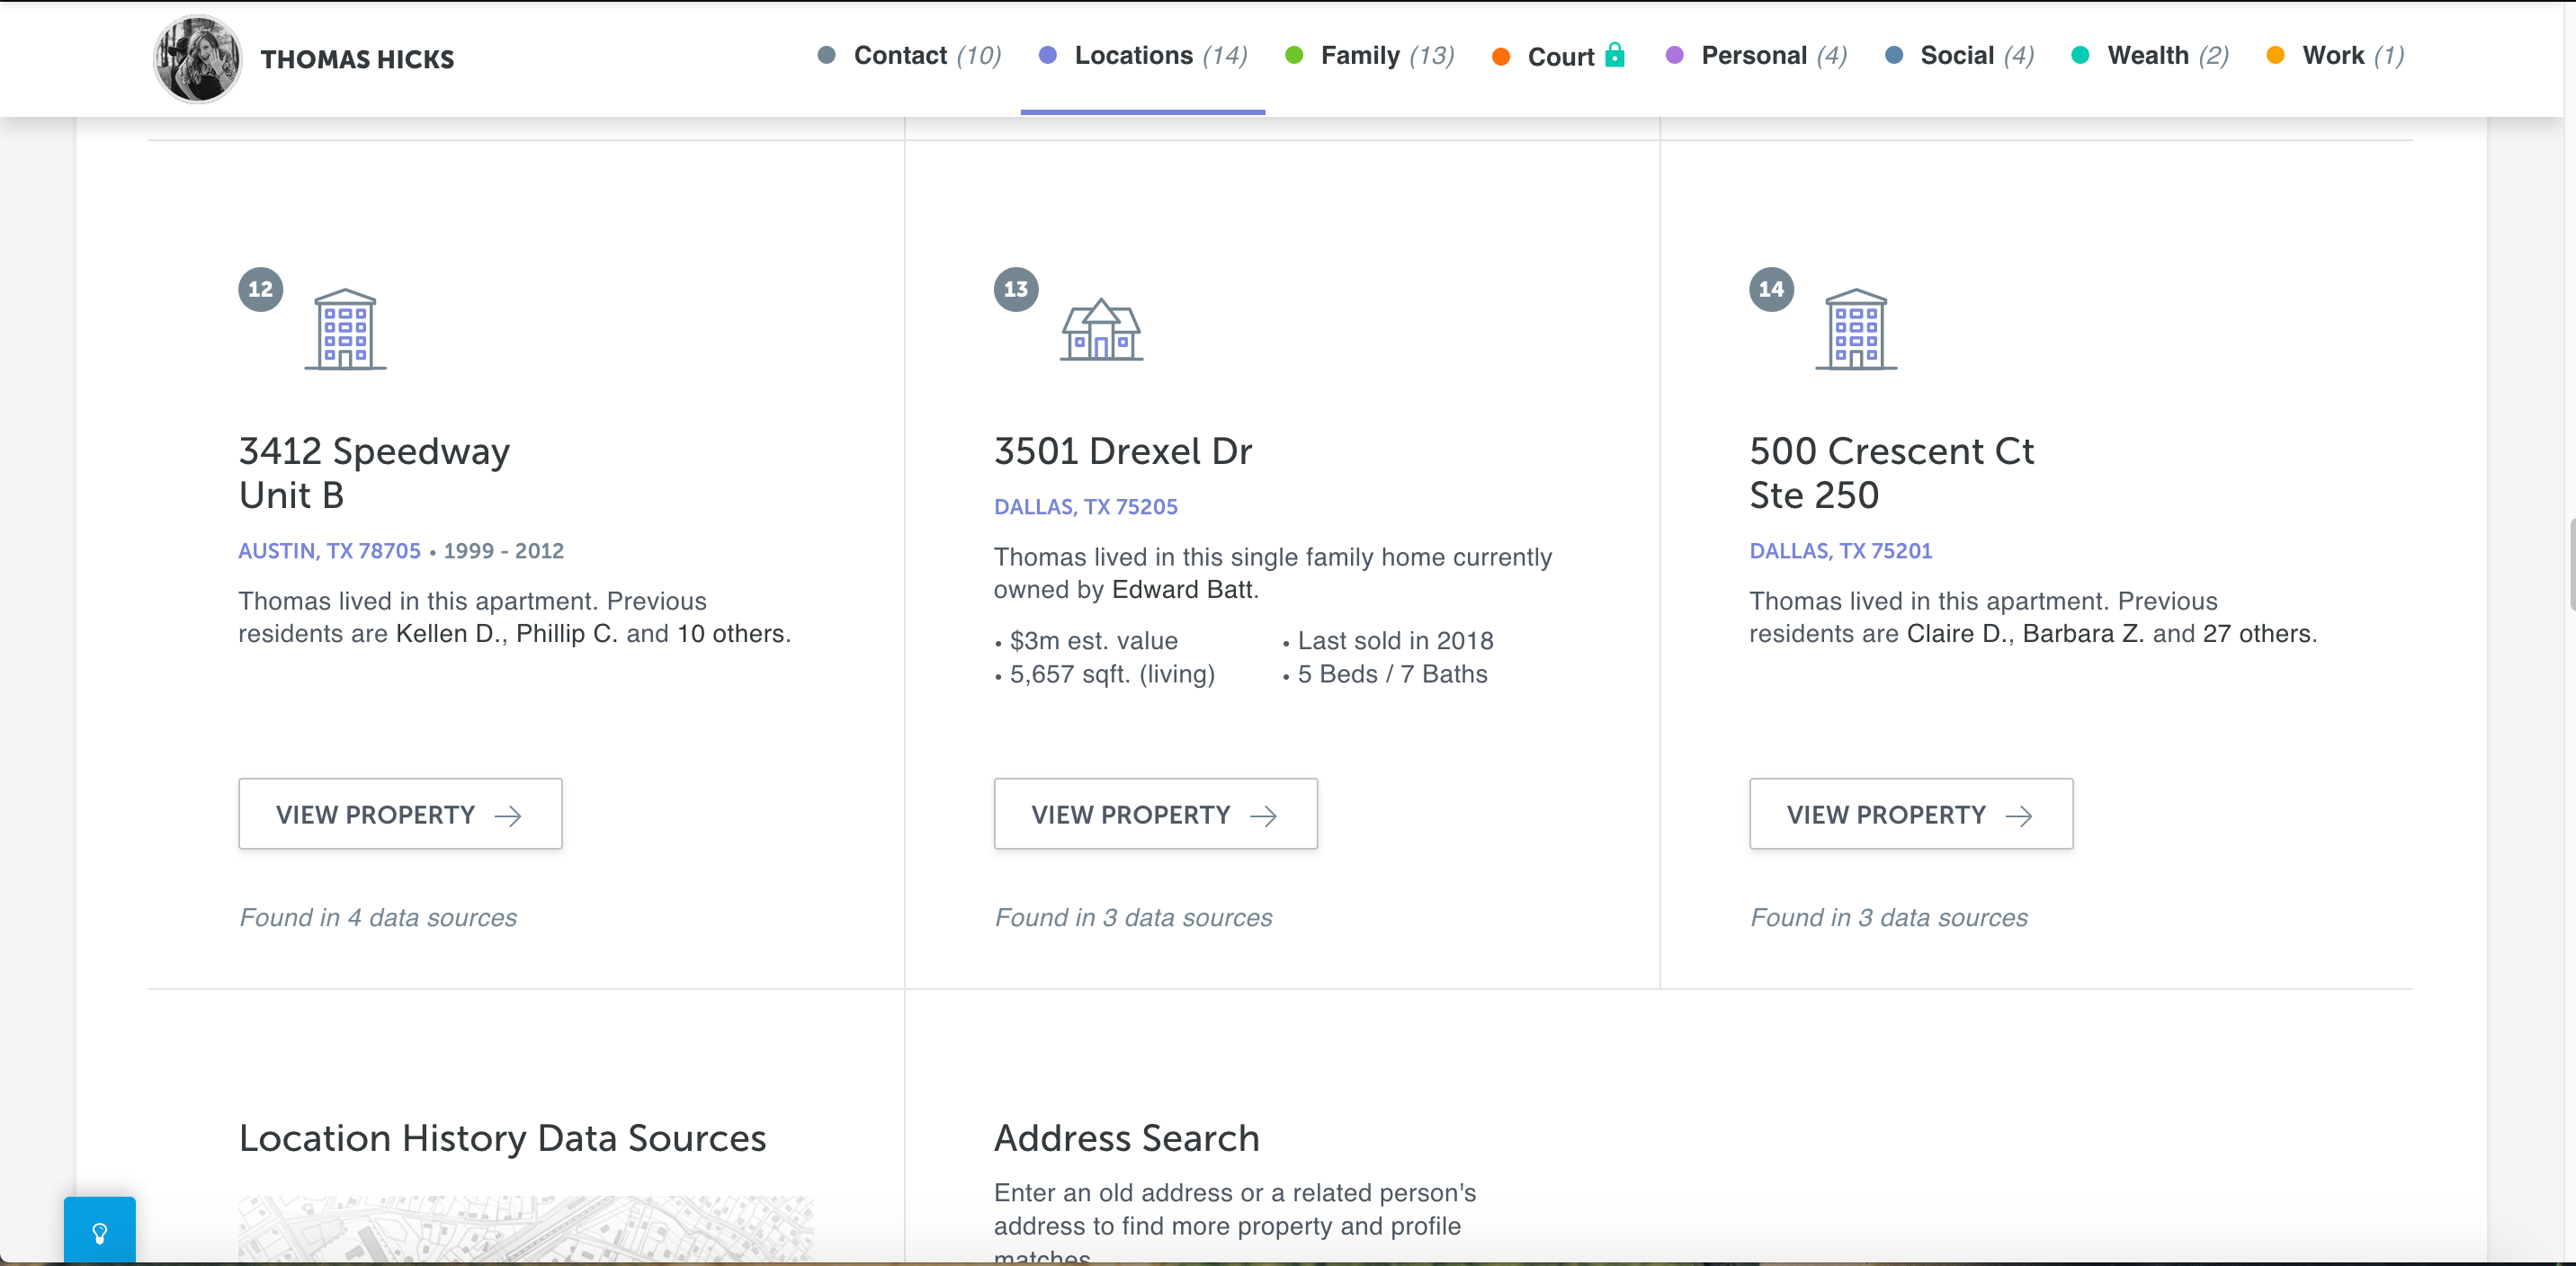 THOMAS HICKS
Contact (10)
Locations (14)
Family (13)
Court
Personal (4)
Social (4)
Wealth (2)
Work (1)
12
3412 Speedway
Unit B
AUSTIN, TX 78705 • 1999 - 2012
Thomas lived in this apartment. Previous
residents are Kellen D., Phillip C. and 10 others.
VIEW PROPERTY →
Found in 4 data sources
13
3501 Drexel Dr
DALLAS, TX 75205
Thomas lived in this single family home currently
owned by Edward Batt.
• $3m est. value
• Last sold in 2018
• 5,657 sqft. (living)
• 5 Beds / 7 Baths
VIEW PROPERTY →
Found in 3 data sources
14
500 Crescent Ct
Ste 250
DALLAS, TX 75201
Thomas lived in this apartment. Previous
residents are Claire D., Barbara Z. and 27 others.
VIEW PROPERTY →
Found in 3 data sources
Location History Data Sources
Address Search
Enter an old address or a related person's
address to find more property and profile
matches